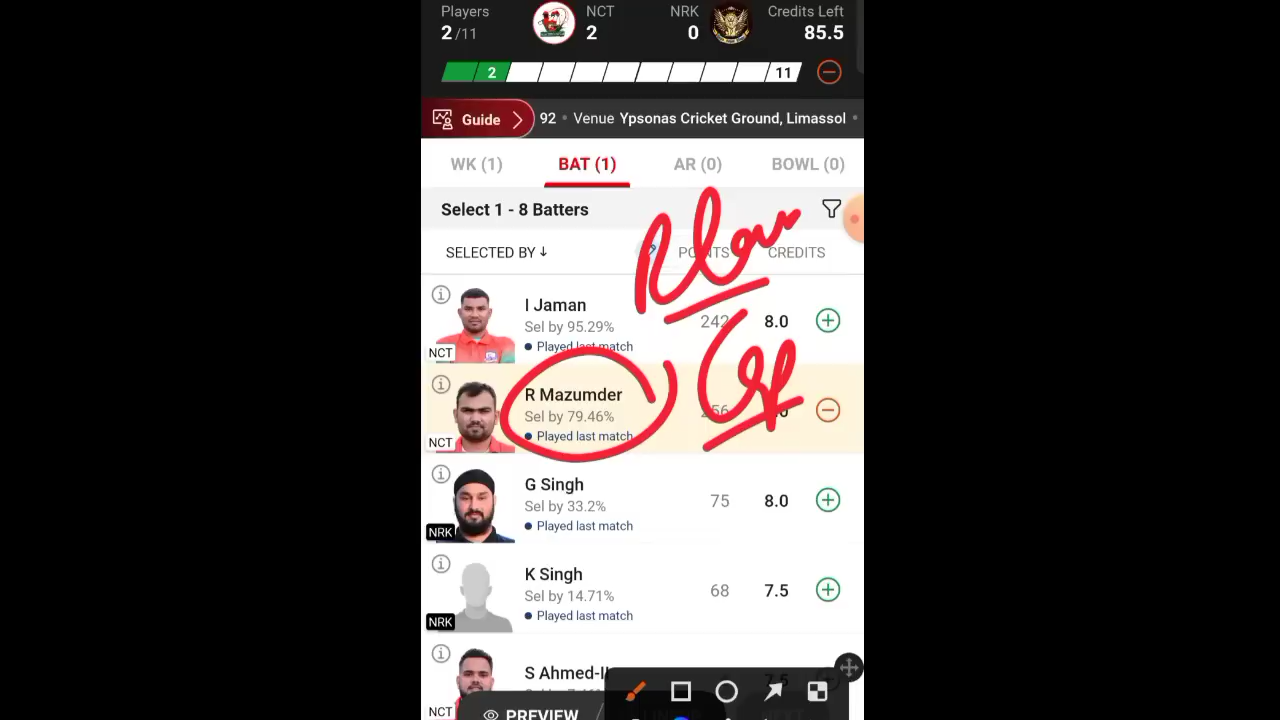 Players NCT NRK Credits Left
2/11 2 0 85.5
2 11
Guide 92 • Venue Ypsonas Cricket Ground, Limassol •
WK (1) BAT (1) AR (0) BOWL (0)
Select 1 - 8 Batters
SELECTED BY ↓ POINTS CREDITS
I Jaman
Sel by 95.29% 242 8.0
NCT • Played last match
R Mazumder
Sel by 79.46%
NCT • Played last match
G Singh
Sel by 33.2% 75 8.0
NRK • Played last match
K Singh
Sel by 14.71% 68 7.5
NRK • Played last match
S Ahmed-II
NCT
PREVIEW